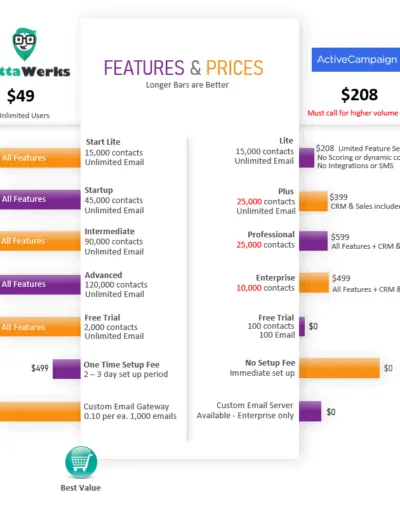 ttaWerks
$49
Unlimited Users
FEATURES & PRICES
Longer Bars are Better
ActiveCampaign
$208
Must call for higher volume
All Features
Start Lite
15,000 contacts
Unlimited Email
Lite
15,000 contacts
Unlimited Email
$208 Limited Feature Se
No Scoring or dynamic co
No Integrations or SMS
All Features
Startup
45,000 contacts
Unlimited Email
Plus
25,000 contacts
Unlimited Email
$399
CRM & Sales included
All Features
Intermediate
90,000 contacts
Unlimited Email
Professional
25,000 contacts
$599
All Features + CRM &
All Features
Advanced
120,000 contacts
Unlimited Email
Enterprise
10,000 contacts
$499
All Features + CRM &
All Features
Free Trial
2,000 contacts
Unlimited Email
Free Trial
100 contacts
100 Email
$0
$499
One Time Setup Fee
2 – 3 day set up period
No Setup Fee
Immediate set up
$0
Custom Email Gateway
0.10 per ea. 1,000 emails
Custom Email Server
Available - Enterprise only
$0
Best Value